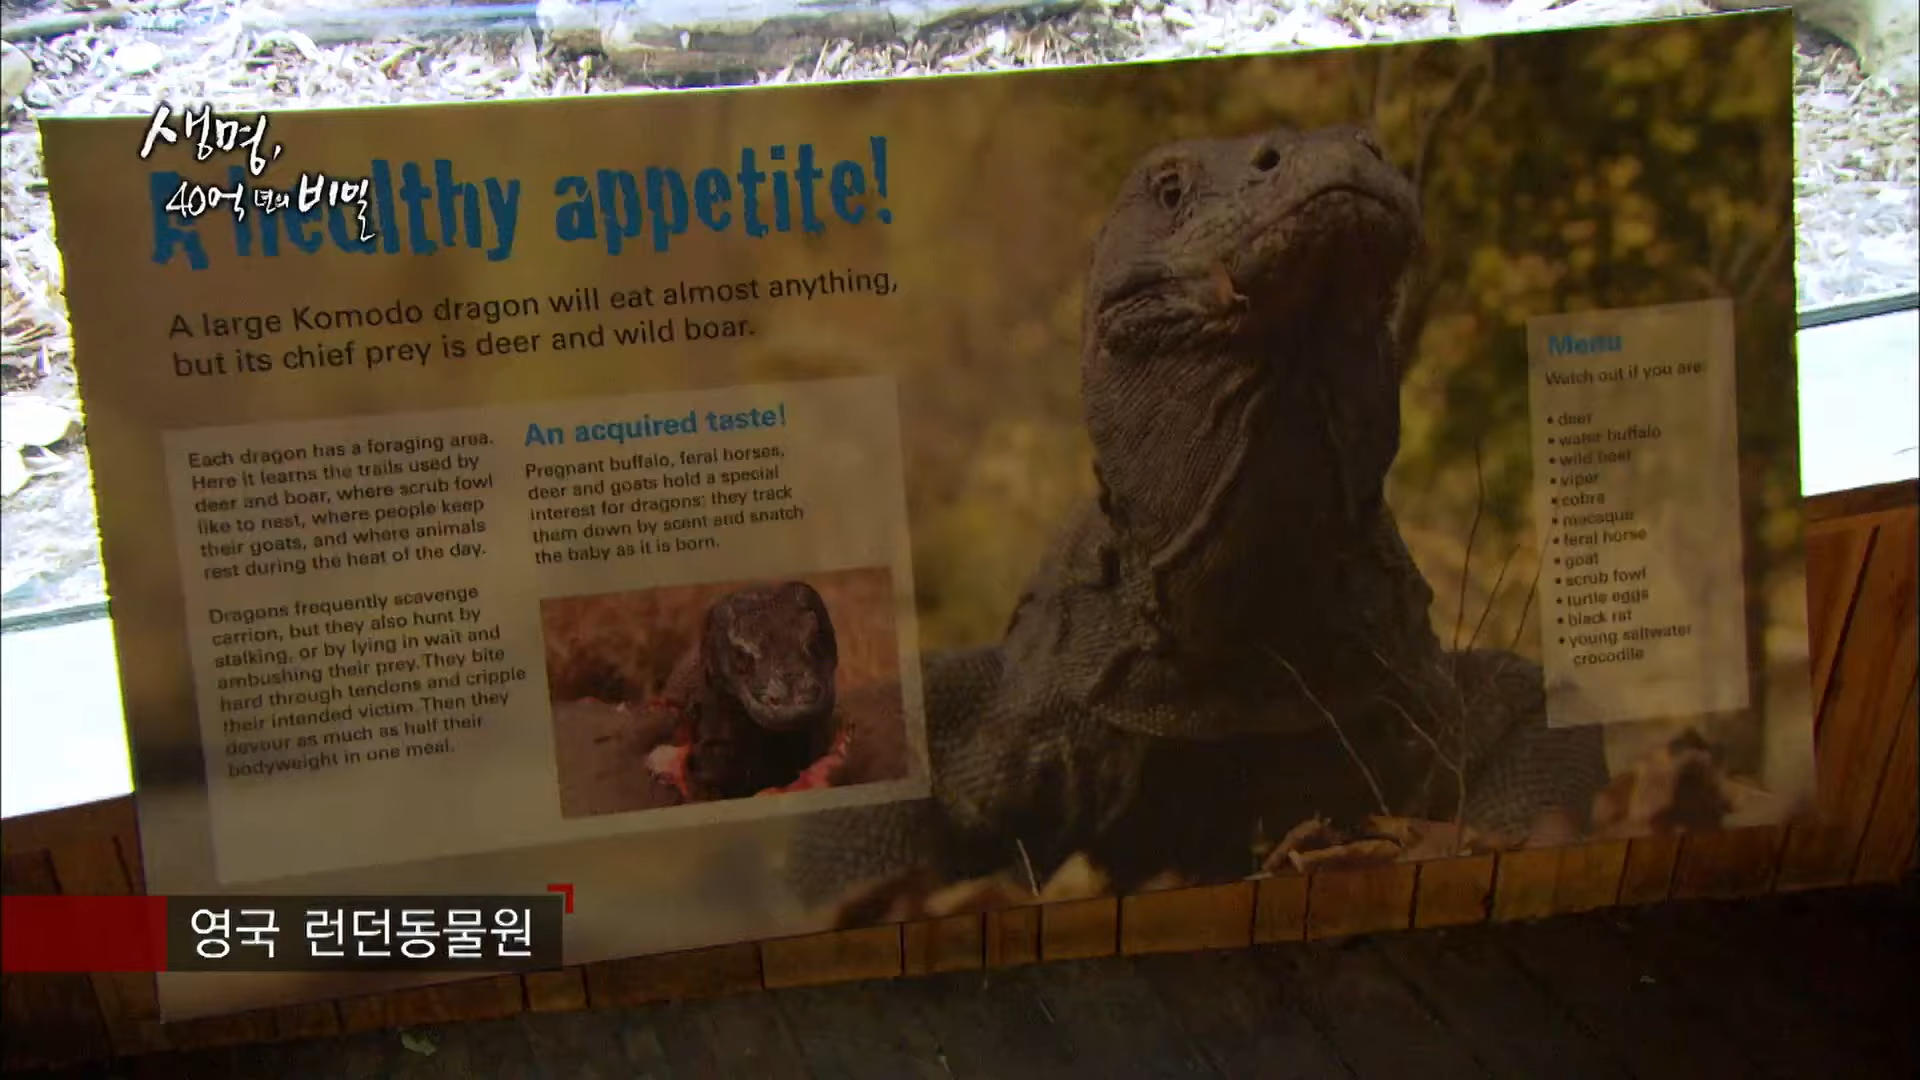 생명,
40억 년의 비밀
A healthy appetite!
A large Komodo dragon will eat almost anything,
but its chief prey is deer and wild boar.
Each dragon has a foraging area.
Here it learns the trails used by
deer and boar, where scrub fowl
like to nest, where people keep
their goats, and where animals
rest during the heat of the day.
Dragons frequently scavenge
carrion, but they also hunt by
stalking, or by lying in wait and
ambushing their prey. They bite
hard through tendons and cripple
their intended victim. Then they
devour as much as half their
bodyweight in one meal.
An acquired taste!
Pregnant buffalo, feral horses,
deer and goats hold a special
interest for dragons; they track
them down by scent and snatch
the baby as it is born.
Menu
Watch out if you are:
• deer
• water buffalo
• wild boar
• viper
• cobra
• macaque
• feral horse
• goat
• scrub fowl
• turtle eggs
• black rat
• young saltwater
crocodile
영국 런던동물원